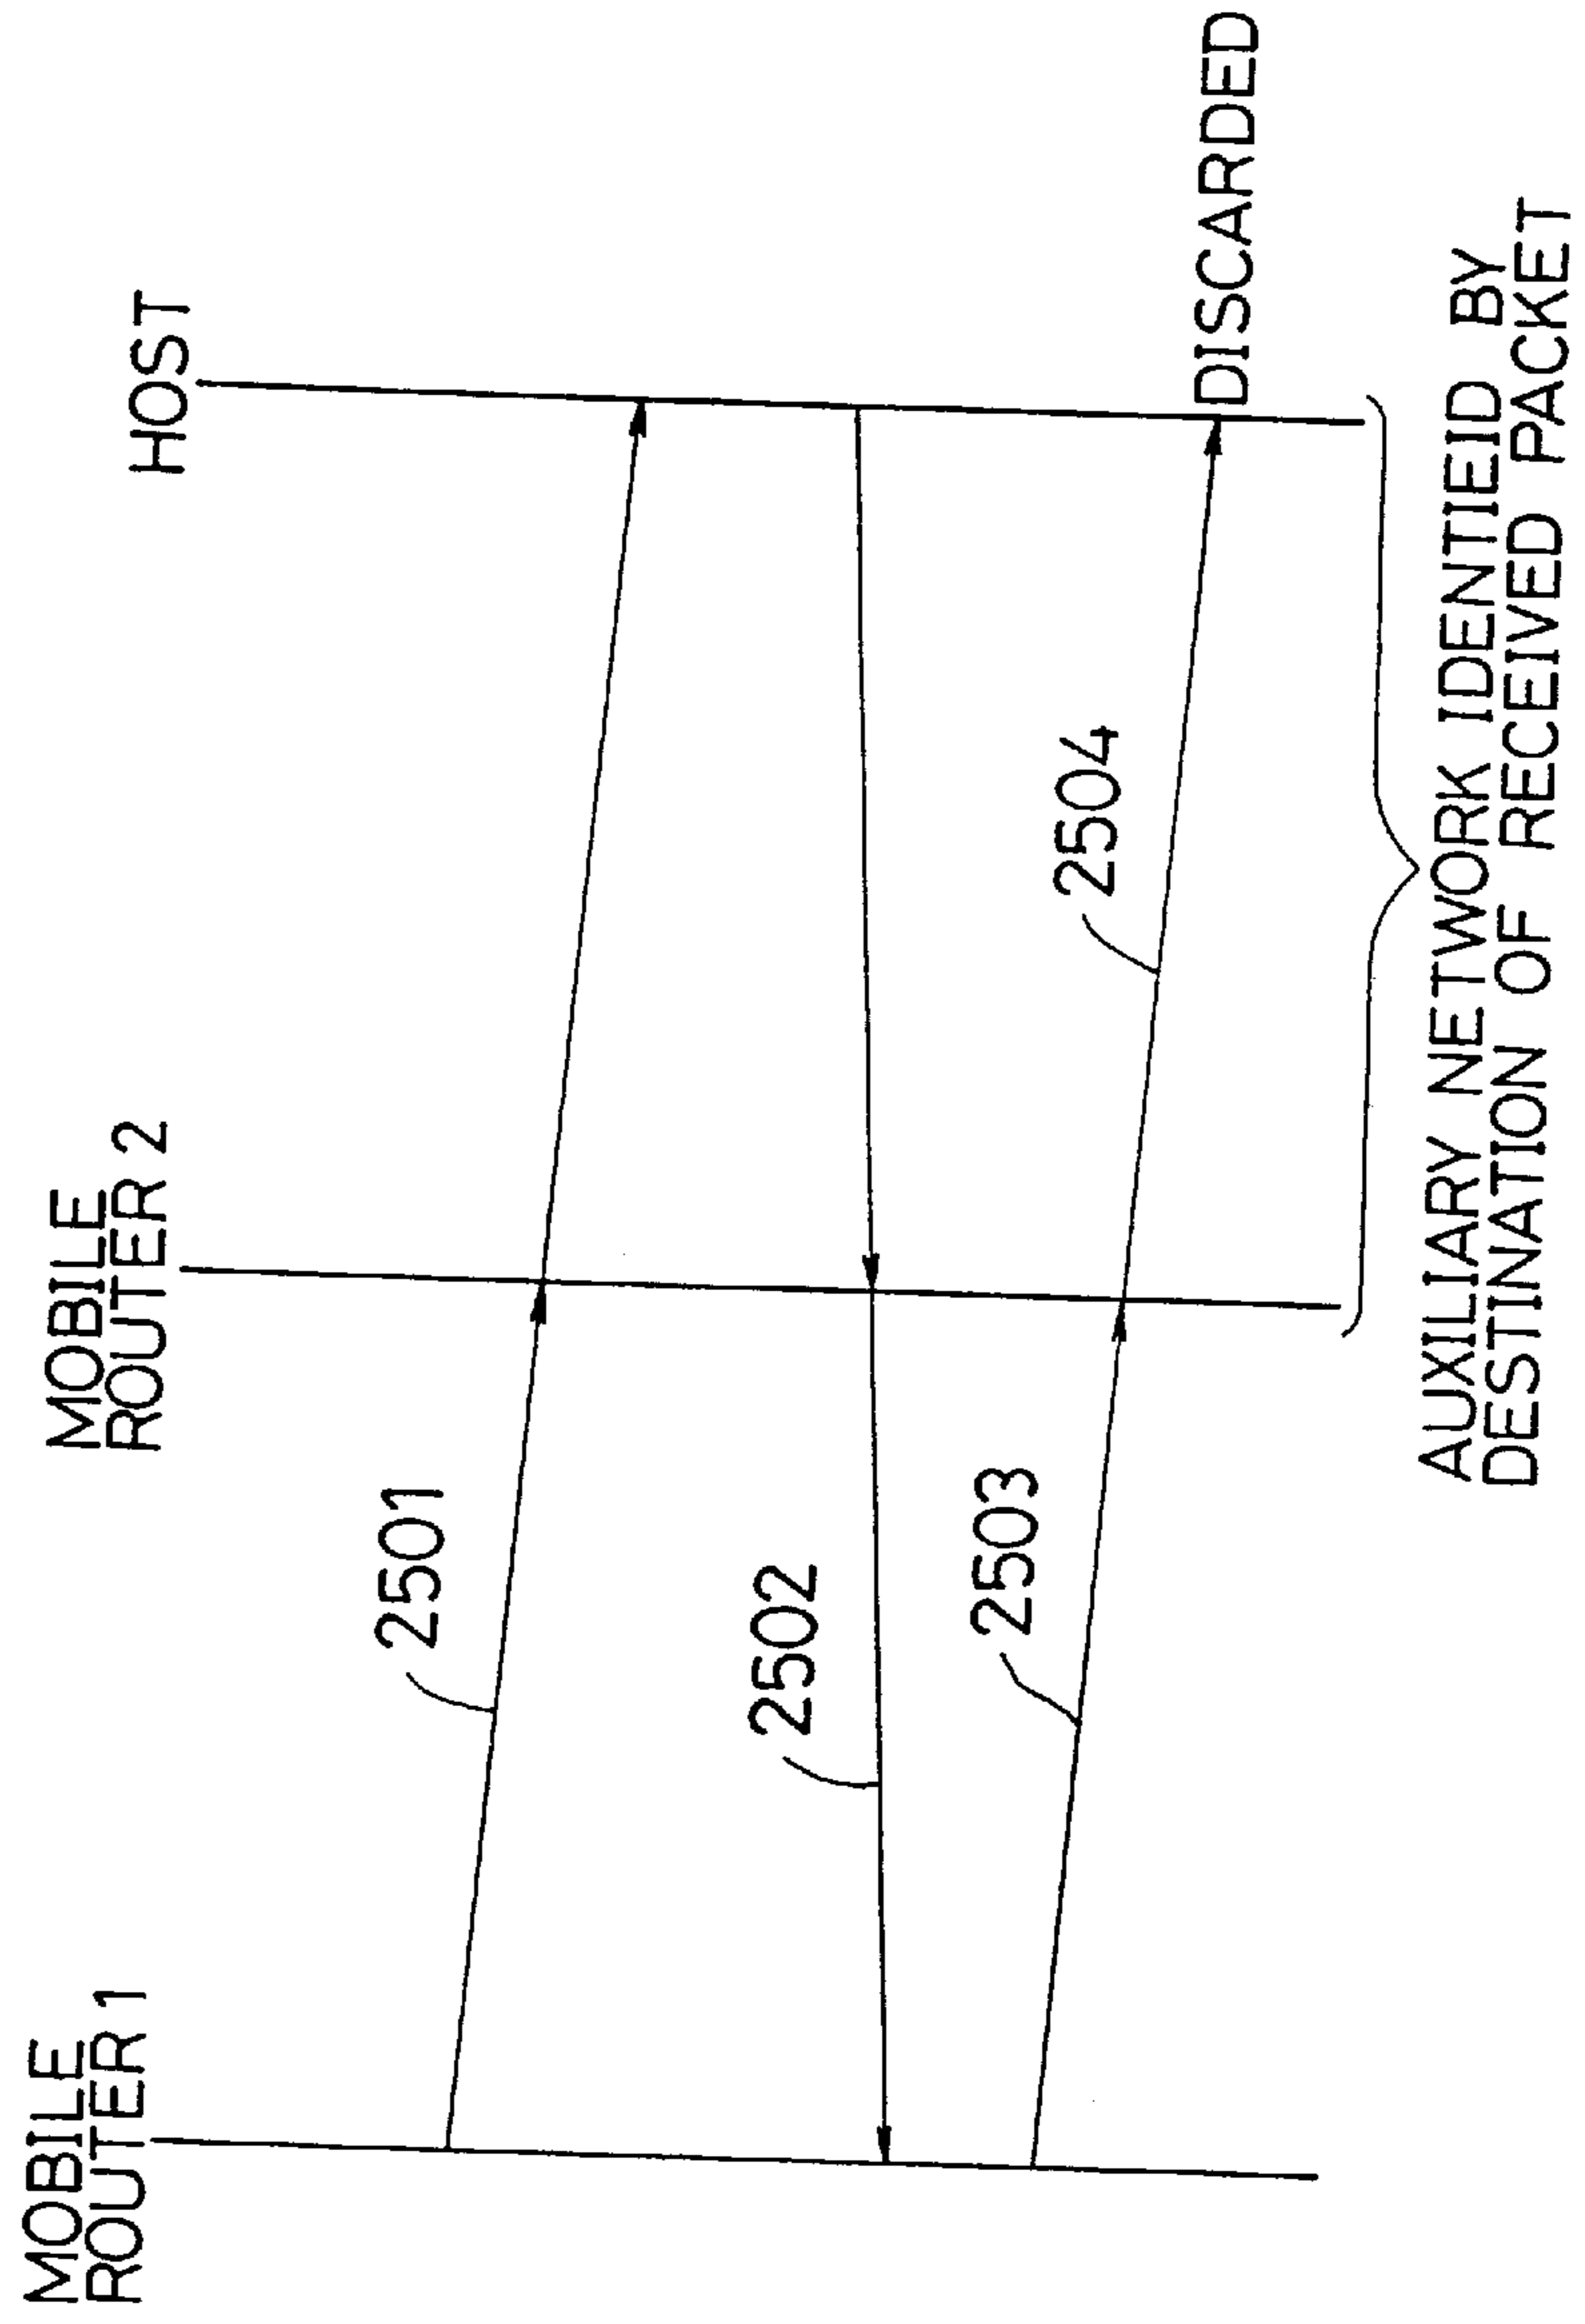 MOBILE
ROUTER 1
MOBILE
ROUTER 2
HOST
2501
2502
2503
2504
DISCARDED
AUXILIARY NETWORK IDENTIEID BY
DESTINATION OF RECEIVED PACKET